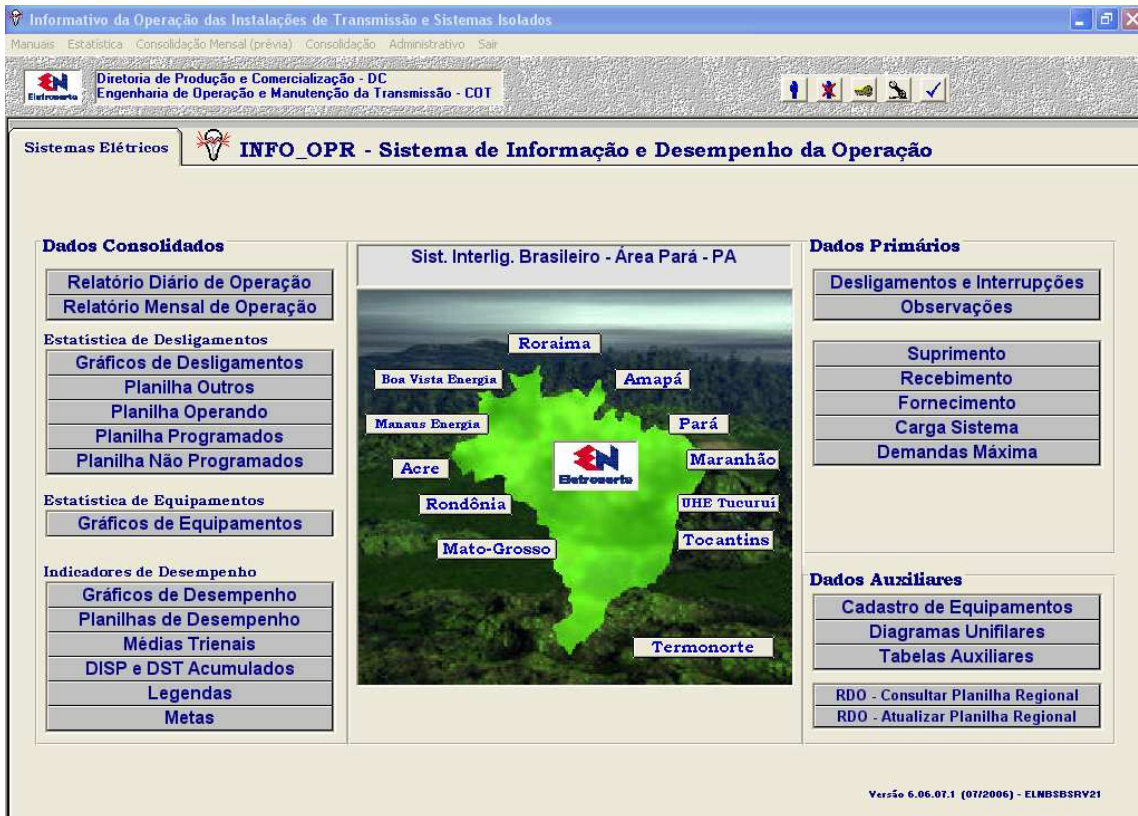 Informativo da Operação das Instalações de Transmissão e Sistemas Isolados
Manuais Estatística Consolidação Mensal (prévia) Consolidação Administrativo Sair
Eletronorte
Diretoria de Produção e Comercialização - DC
Engenharia de Operação e Manutenção da Transmissão - COT
Sistemas Elétricos
INFO_OPR - Sistema de Informação e Desempenho da Operação
Dados Consolidados
Relatório Diário de Operação
Relatório Mensal de Operação
Estatística de Desligamentos
Gráficos de Desligamentos
Planilha Outros
Planilha Operando
Planilha Programados
Planilha Não Programados
Estatística de Equipamentos
Gráficos de Equipamentos
Indicadores de Desempenho
Gráficos de Desempenho
Planilhas de Desempenho
Médias Trienais
DISP e DST Acumulados
Legendas
Metas
Sist. Interlig. Brasileiro - Área Pará - PA
Roraima
Boa Vista Energia
Amapá
Manaus Energia
Pará
Maranhão
Acre
Eletronorte
Rondônia
UHE Tucuruí
Tocantins
Mato-Grosso
Termonorte
Dados Primários
Desligamentos e Interrupções
Observações
Suprimento
Recebimento
Fornecimento
Carga Sistema
Demandas Máxima
Dados Auxiliares
Cadastro de Equipamentos
Diagramas Unifilares
Tabelas Auxiliares
RDO - Consultar Planilha Regional
RDO - Atualizar Planilha Regional
Versão 6.06.07.1 (07/2006) - ELNBSBSRV21